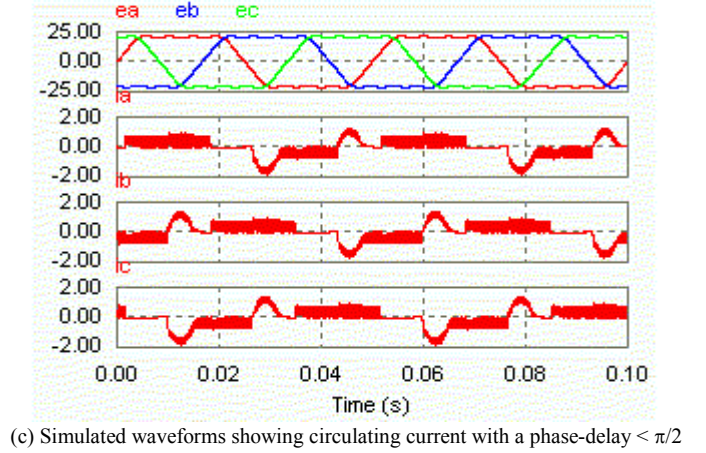 ea eb ec
25.00
0.00
-25.00
Ia
2.00
0.00
-2.00
Ib
2.00
0.00
-2.00
Ic
2.00
0.00
-2.00
0.00 0.02 0.04 0.06 0.08 0.10
Time (s)
(c) Simulated waveforms showing circulating current with a phase-delay < π/2